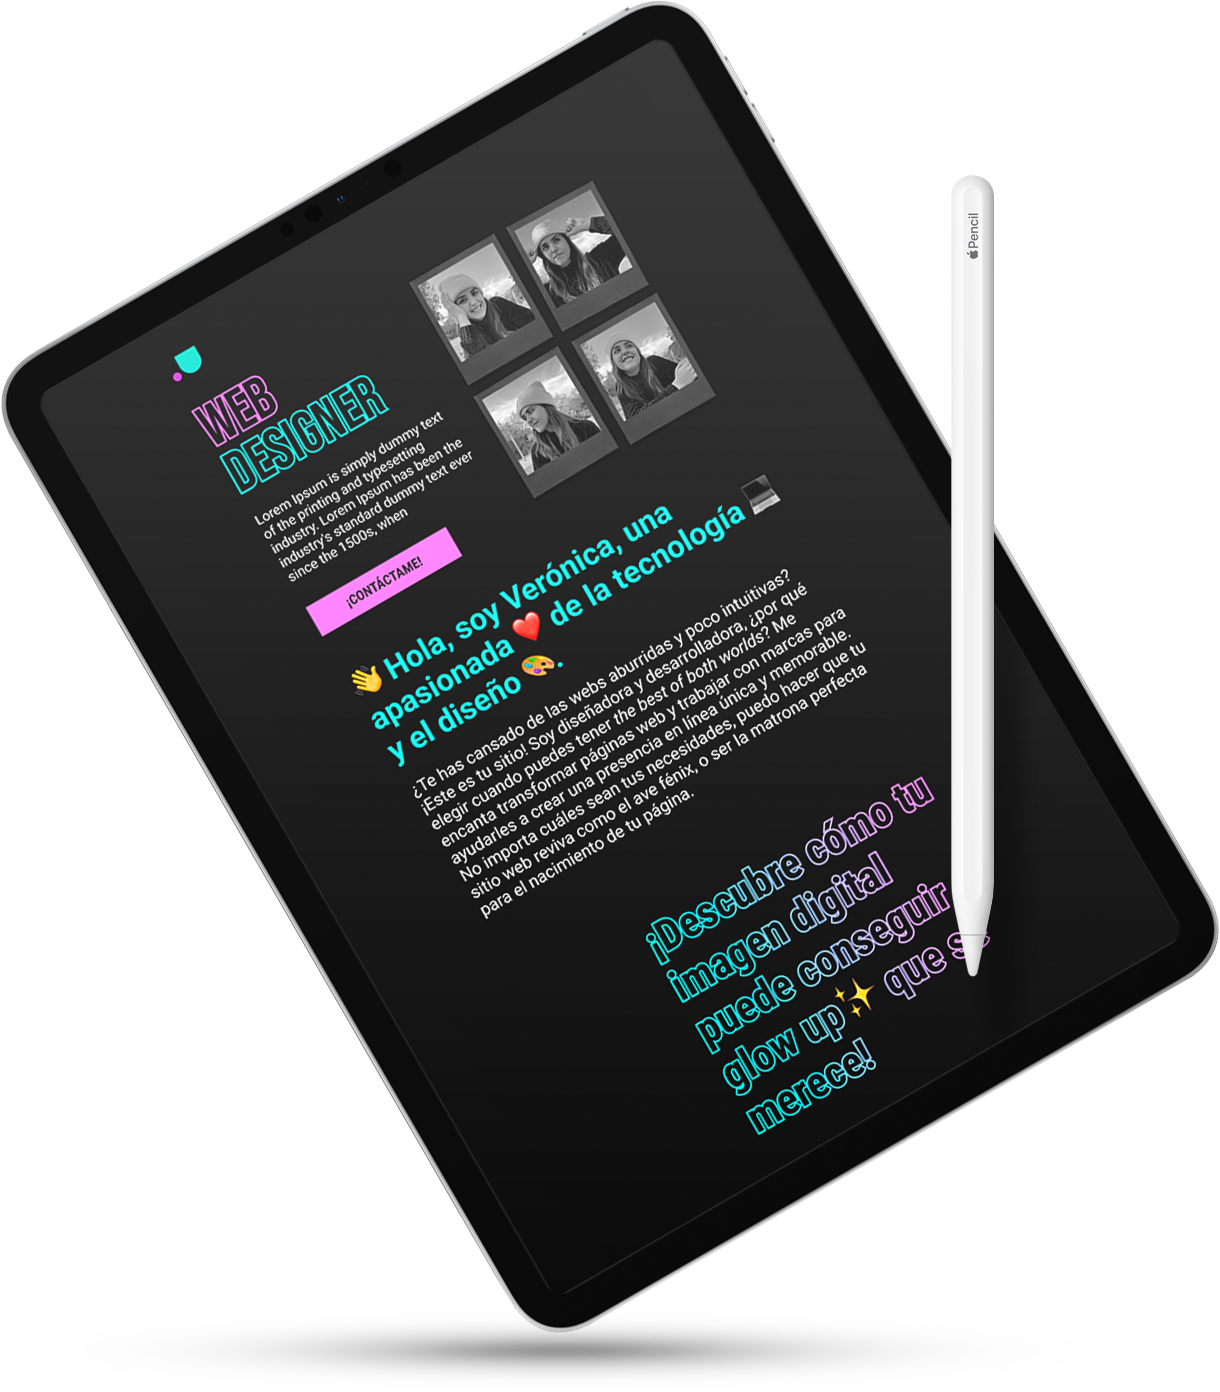 WEB
DESIGNER
Lorem Ipsum is simply dummy text
of the printing and typesetting
industry. Lorem Ipsum has been the
industry's standard dummy text ever
since the 1500s, when
¡CONTÁCTAME!
👋 Hola, soy Verónica, una
apasionada ❤️ de la tecnología 💻
y el diseño 🎨.
¿Te has cansado de las webs aburridas y poco intuitivas?
¡Este es tu sitio! Soy diseñadora y desarrolladora, ¿por qué
elegir cuando puedes tener the best of both worlds? Me
encanta transformar páginas web y trabajar con marcas para
ayudarles a crear una presencia en línea única y memorable.
No importa cuáles sean tus necesidades, puedo hacer que tu
sitio web reviva como el ave fénix, o ser la matrona perfecta
para el nacimiento de tu página.
¡Descubre cómo tu
imagen digital
puede conseguir
glow up✨ que se
merece!
Pencil